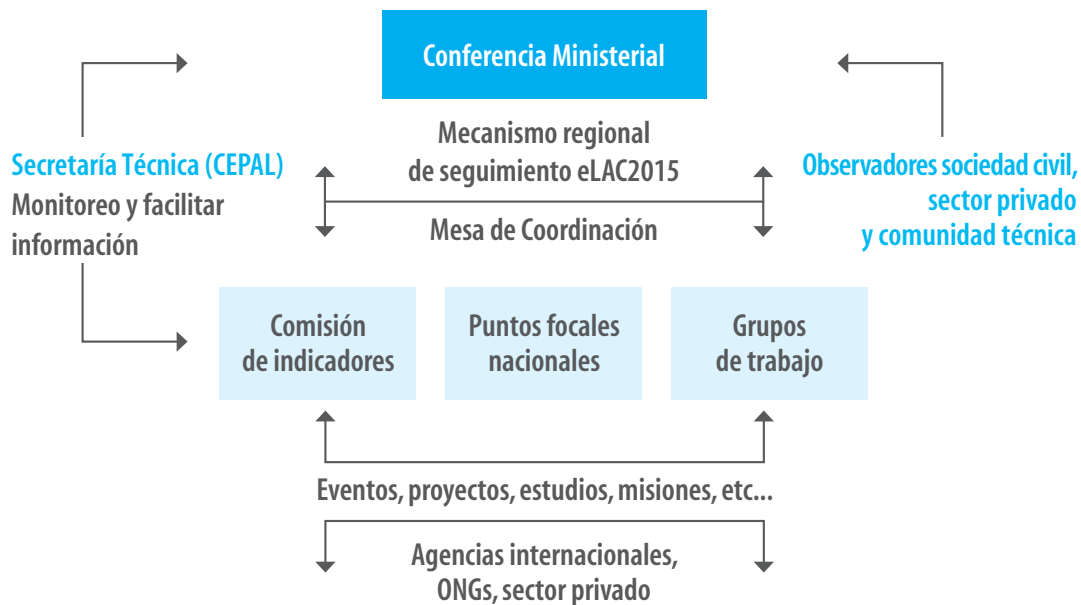 Conferencia Ministerial
Mecanismo regional
de seguimiento eLAC2015
Mesa de Coordinación
Secretaría Técnica (CEPAL)
Monitoreo y facilitar
información
Observadores sociedad civil,
sector privado
y comunidad técnica
Comisión
de indicadores
Puntos focales
nacionales
Grupos
de trabajo
Eventos, proyectos, estudios, misiones, etc...
Agencias internacionales,
ONGs, sector privado